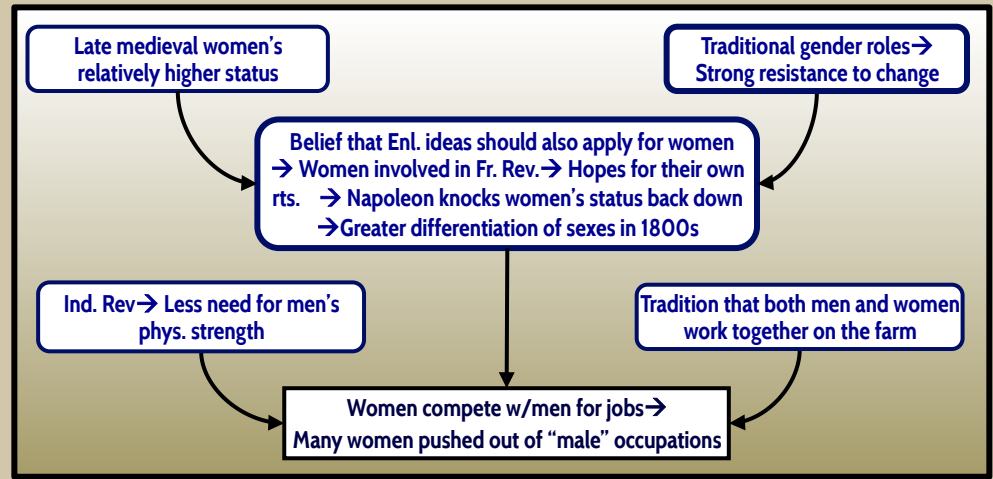 Late medieval women’s
relatively higher status
Traditional gender roles→
Strong resistance to change
Belief that Enl. ideas should also apply for women
→ Women involved in Fr. Rev.→ Hopes for their own
rts. → Napoleon knocks women’s status back down
→Greater differentiation of sexes in 1800s
Ind. Rev→ Less need for men’s
phys. strength
Tradition that both men and women
work together on the farm
Women compete w/men for jobs→
Many women pushed out of “male” occupations